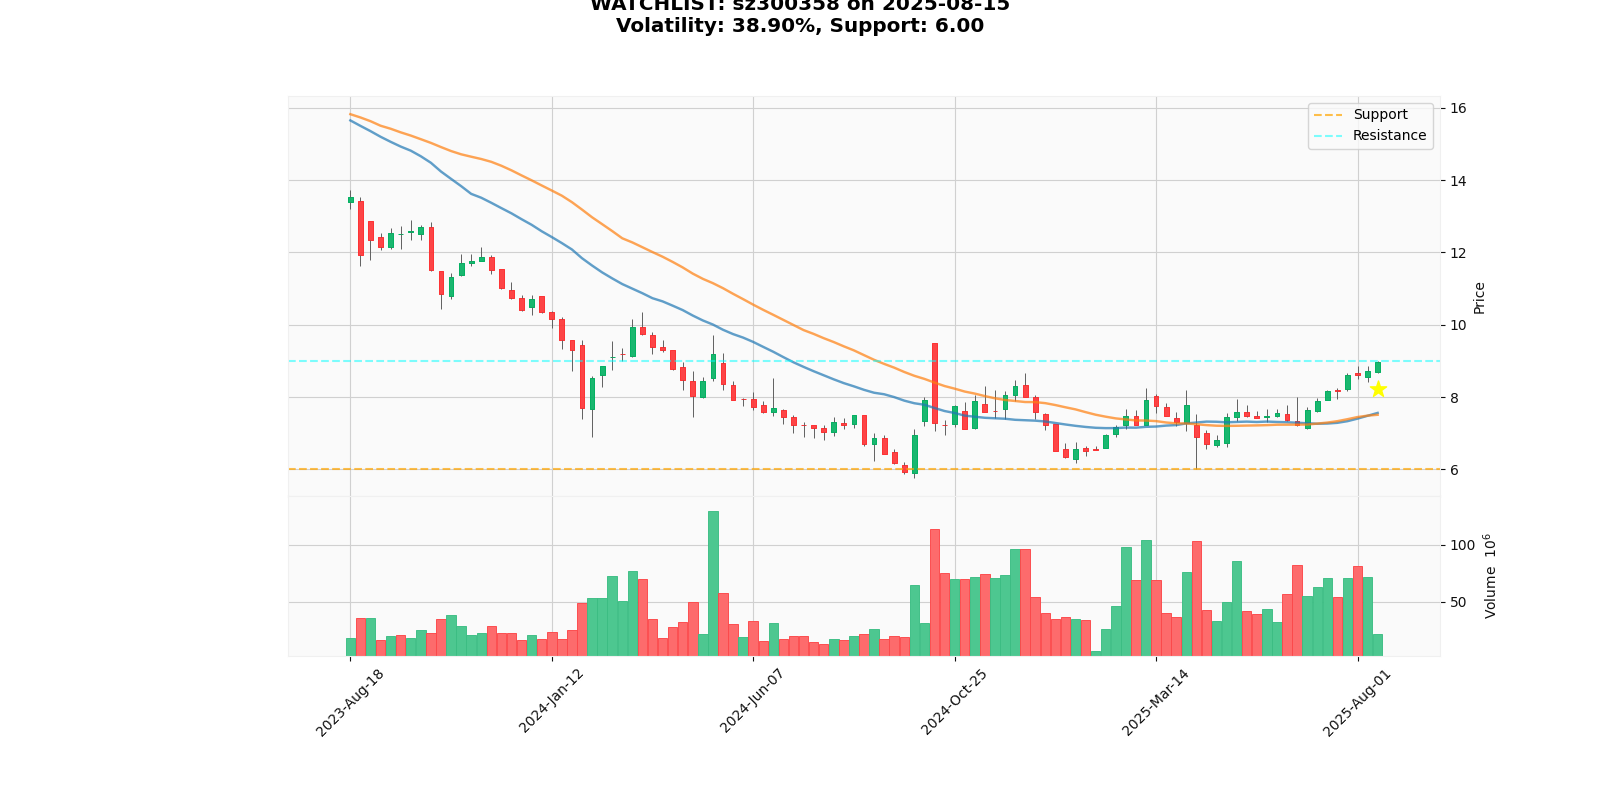 WATCHLIST: sz300358 on 2025-08-15
Volatility: 38.90%, Support: 6.00
Support
Resistance
16
14
12
10
8
6
Price
100
50
Volume 10^6
2023-Aug-18
2024-Jan-12
2024-Jun-07
2024-Oct-25
2025-Mar-14
2025-Aug-01